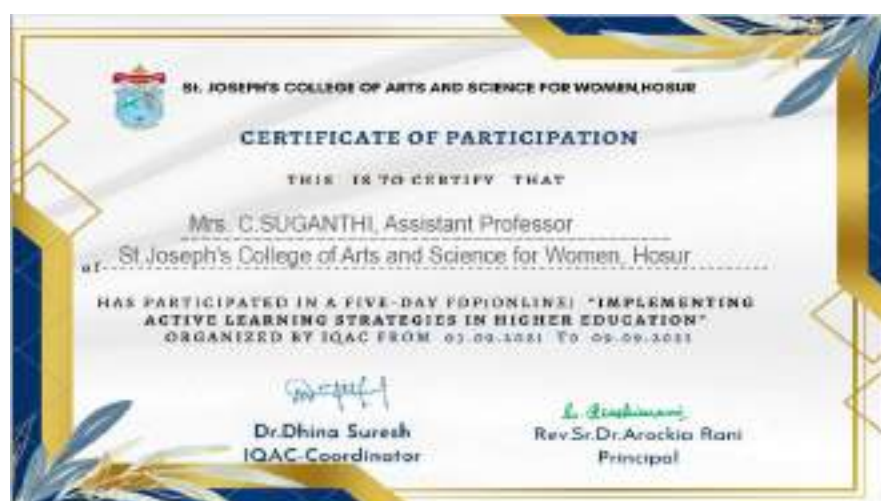 St. JOSEPH'S COLLEGE OF ARTS AND SCIENCE FOR WOMEN, HOSUR
CERTIFICATE OF PARTICIPATION
THIS IS TO CERTIFY THAT
Mrs. C.SUGANTHI, Assistant Professor
of St.Joseph's College of Arts and Science for Women, Hosur
HAS PARTICIPATED IN A FIVE-DAY FDP(ONLINE) "IMPLEMENTING
ACTIVE LEARNING STRATEGIES IN HIGHER EDUCATION"
ORGANIZED BY IQAC FROM TO
Dr.Dhina Suresh
IQAC-Coordinator
Rev.Sr.Dr.Arockia Rani
Principal